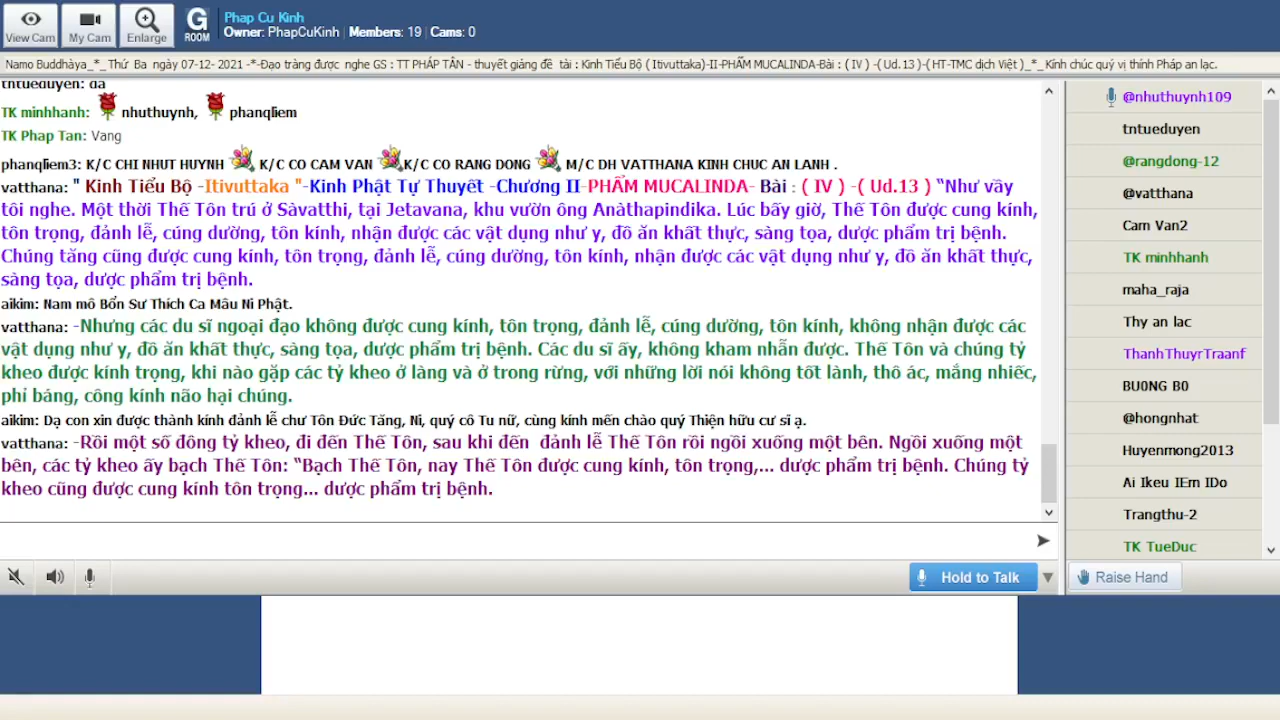 View Cam
My Cam
Enlarge
G
ROOM
Phap Cu Kinh
Owner: PhapCuKinh | Members: 19 | Cams: 0
Namo Buddhàya_*_ Thứ Ba ngày 07-12- 2021 -*-Đạo tràng được nghe GS : TT PHÁP TÂN - thuyết giảng đề tài : Kinh Tiểu Bộ ( Itivuttaka)-II-PHẨM MUCALINDA-Bài : ( IV ) -( Ud.13 )-( HT-TMC dịch Việt )_*_Kính chúc quý vị thính Pháp an lạc.
tntueduyen: da
TK minhhanh: nhuthuynh, phanqliem
TK Phap Tan: Vang
phanqliem3: K/C CHI NHUT HUYNH K/C CO CAM VAN K/C CO RANG DONG M/C DH VATTHANA KINH CHUC AN LANH .
vatthana: " Kinh Tiểu Bộ -Itivuttaka "-Kinh Phật Tự Thuyết -Chương II-PHẨM MUCALINDA- Bài : ( IV ) -( Ud.13 ) “Như vầy
tôi nghe. Một thời Thế Tôn trú ở Sàvatthi, tại Jetavana, khu vườn ông Anàthapindika. Lúc bấy giờ, Thế Tôn được cung kính,
tôn trọng, đảnh lễ, cúng dường, tôn kính, nhận được các vật dụng như y, đồ ăn khất thực, sàng tọa, dược phẩm trị bệnh.
Chúng tăng cũng được cung kính, tôn trọng, đảnh lễ, cúng dường, tôn kính, nhận được các vật dụng như y, đồ ăn khất thực,
sàng tọa, dược phẩm trị bệnh.
aikim: Nam mô Bổn Sư Thích Ca Mâu Ni Phật.
vatthana: -Nhưng các du sĩ ngoại đạo không được cung kính, tôn trọng, đảnh lễ, cúng dường, tôn kính, không nhận được các
vật dụng như y, đồ ăn khất thực, sàng tọa, dược phẩm trị bệnh. Các du sĩ ấy, không kham nhẫn được. Thế Tôn và chúng tỷ
kheo được kính trọng, khi nào gặp các tỷ kheo ở làng và ở trong rừng, với những lời nói không tốt lành, thô ác, mắng nhiếc,
phỉ báng, công kính não hại chúng.
aikim: Dạ con xin được thành kính đảnh lễ chư Tôn Đức Tăng, Ni, quý cô Tu nữ, cùng kính mến chào quý Thiện hữu cư sĩ ạ.
vatthana: -Rồi một số đông tỷ kheo, đi đến Thế Tôn, sau khi đến đảnh lễ Thế Tôn rồi ngồi xuống một bên. Ngồi xuống một
bên, các tỷ kheo ấy bạch Thế Tôn: “Bạch Thế Tôn, nay Thế Tôn được cung kính, tôn trọng,... dược phẩm trị bệnh. Chúng tỷ
kheo cũng được cung kính tôn trọng... dược phẩm trị bệnh.
@nhuthuynh109
tntueduyen
@rangdong-12
@vatthana
Cam Van2
TK minhhanh
maha_raja
Thy an lac
ThanhThuyrTraanf
BU0NG B0
@hongnhat
Huyenmong2013
Ai Ikeu IEm IDo
Trangthu-2
TK TueDuc
Hold to Talk
Raise Hand